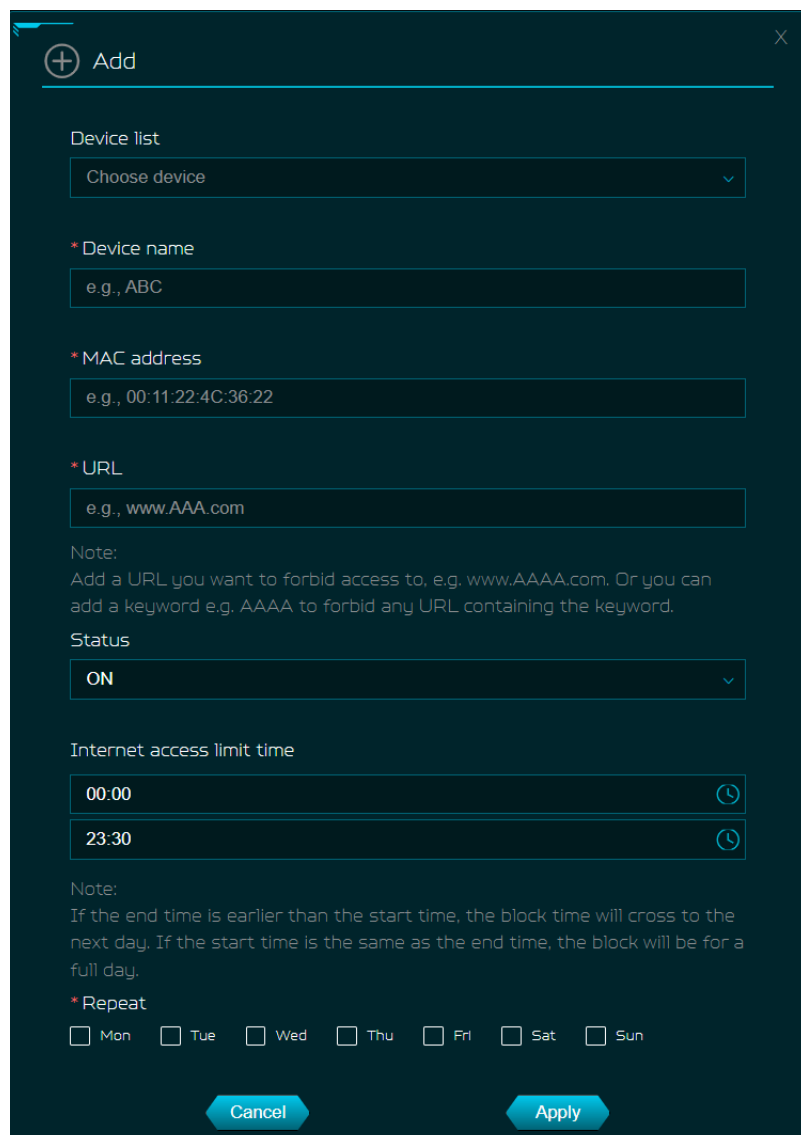 X
Add
Device list
Choose device
* Device name
e.g., ABC
* MAC address
e.g., 00:11:22:4C:36:22
* URL
e.g., www.AAA.com
Note:
Add a URL you want to forbid access to, e.g. www.AAAA.com. Or you can
add a keyword e.g. AAAA to forbid any URL containing the keyword.
Status
ON
Internet access limit time
00:00
23:30
Note:
If the end time is earlier than the start time, the block time will cross to the
next day. If the start time is the same as the end time, the block will be for a
full day.
* Repeat
Mon Tue Wed Thu Fri Sat Sun
Cancel Apply